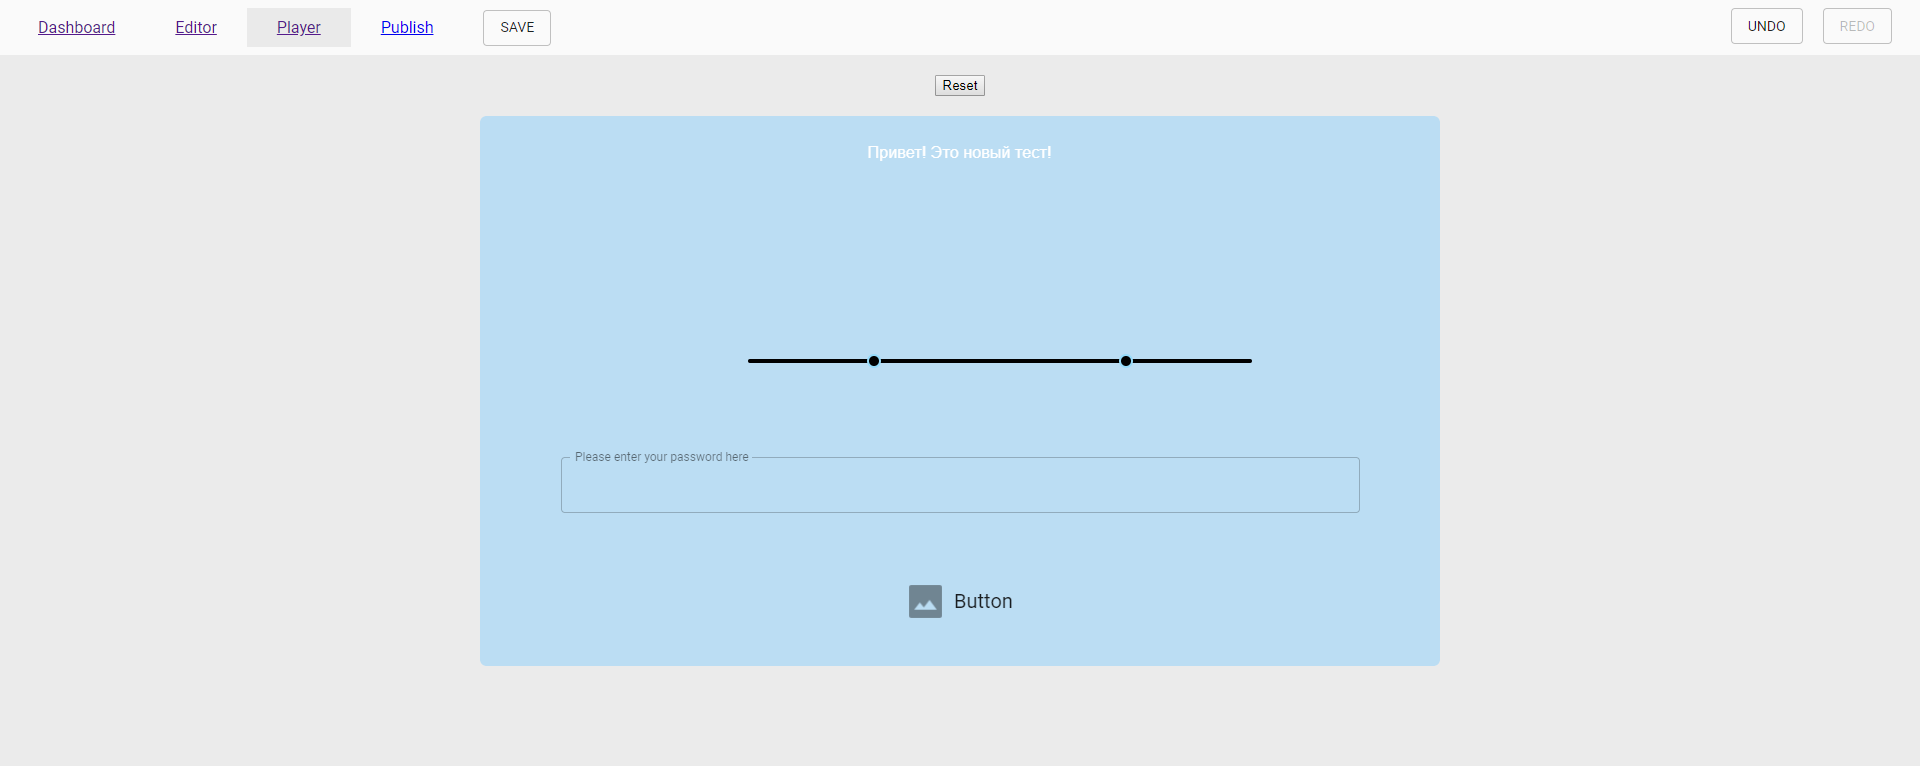 Dashboard Editor Player Publish SAVE UNDO REDO
Reset
Привет! Это новый тест!
Please enter your password here
Button